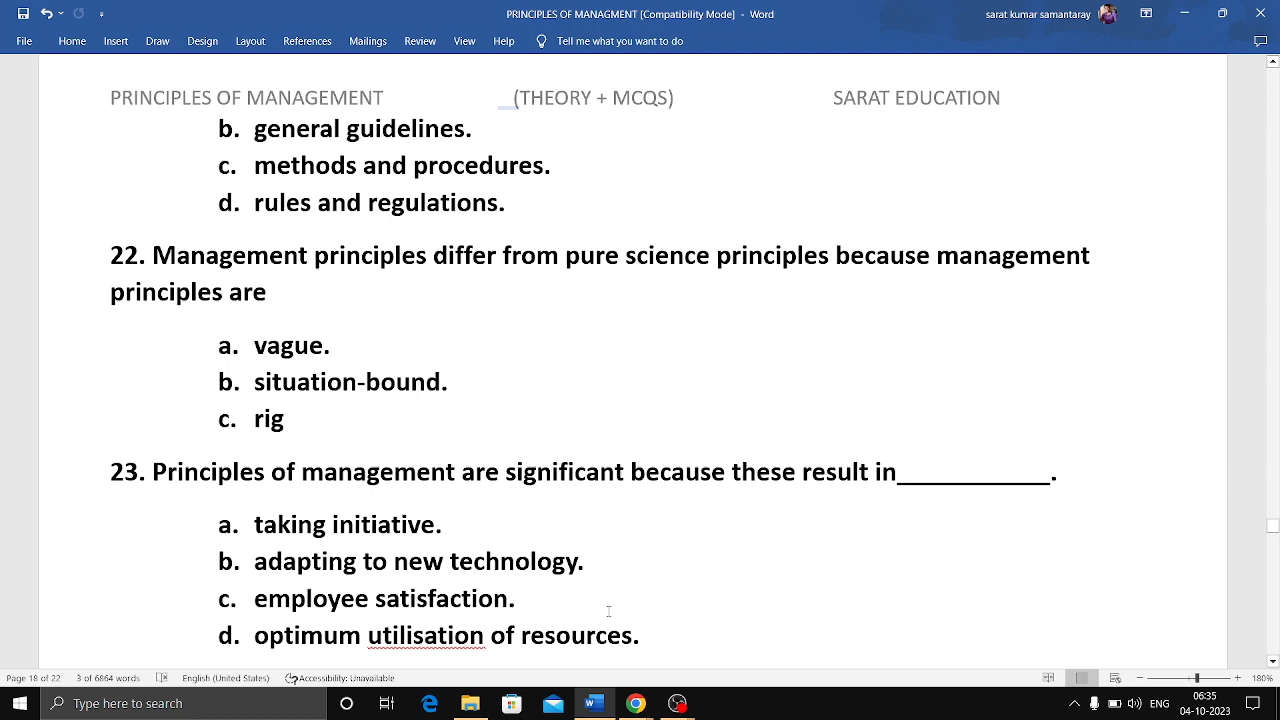 PRINCIPLES OF MANAGMENT [Compatibility Mode] - Word
sarat kumar samantaray
File Home Insert Draw Design Layout References Mailings Review View Help Tell me what you want to do
PRINCIPLES OF MANAGEMENT (THEORY + MCQS) SARAT EDUCATION
b. general guidelines.
c. methods and procedures.
d. rules and regulations.
22. Management principles differ from pure science principles because management
principles are
a. vague.
b. situation-bound.
c. rig
23. Principles of management are significant because these result in___________.
a. taking initiative.
b. adapting to new technology.
c. employee satisfaction.
d. optimum utilisation of resources.
Page 18 of 22 3 of 6864 words English (United States) Accessibility: Unavailable 180%
Type here to search
ENG
06:35
04-10-2023